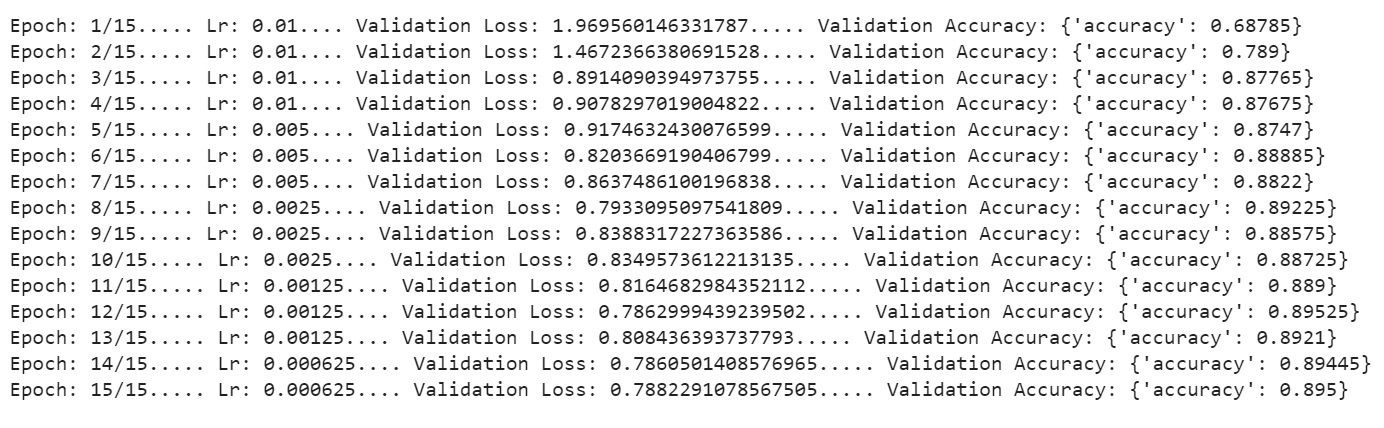 Epoch: 1/15..... Lr: 0.01.... Validation Loss: 1.969560146331787..... Validation Accuracy: {'accuracy': 0.68785}
Epoch: 2/15..... Lr: 0.01.... Validation Loss: 1.4672366380691528..... Validation Accuracy: {'accuracy': 0.789}
Epoch: 3/15..... Lr: 0.01.... Validation Loss: 0.8914090394973755..... Validation Accuracy: {'accuracy': 0.87765}
Epoch: 4/15..... Lr: 0.01.... Validation Loss: 0.9078297019004822..... Validation Accuracy: {'accuracy': 0.87675}
Epoch: 5/15..... Lr: 0.005.... Validation Loss: 0.9174632430076599..... Validation Accuracy: {'accuracy': 0.8747}
Epoch: 6/15..... Lr: 0.005.... Validation Loss: 0.8203669190406799..... Validation Accuracy: {'accuracy': 0.88885}
Epoch: 7/15..... Lr: 0.005.... Validation Loss: 0.8637486100196838..... Validation Accuracy: {'accuracy': 0.8822}
Epoch: 8/15..... Lr: 0.0025.... Validation Loss: 0.7933095097541809..... Validation Accuracy: {'accuracy': 0.89225}
Epoch: 9/15..... Lr: 0.0025.... Validation Loss: 0.8388317227363586..... Validation Accuracy: {'accuracy': 0.88575}
Epoch: 10/15..... Lr: 0.0025.... Validation Loss: 0.8349573612213135..... Validation Accuracy: {'accuracy': 0.88725}
Epoch: 11/15..... Lr: 0.00125.... Validation Loss: 0.8164682984352112..... Validation Accuracy: {'accuracy': 0.889}
Epoch: 12/15..... Lr: 0.00125.... Validation Loss: 0.7862999439239502..... Validation Accuracy: {'accuracy': 0.89525}
Epoch: 13/15..... Lr: 0.00125.... Validation Loss: 0.808436393737793..... Validation Accuracy: {'accuracy': 0.8921}
Epoch: 14/15..... Lr: 0.000625.... Validation Loss: 0.7860501408576965..... Validation Accuracy: {'accuracy': 0.89445}
Epoch: 15/15..... Lr: 0.000625.... Validation Loss: 0.7882291078567505..... Validation Accuracy: {'accuracy': 0.895}